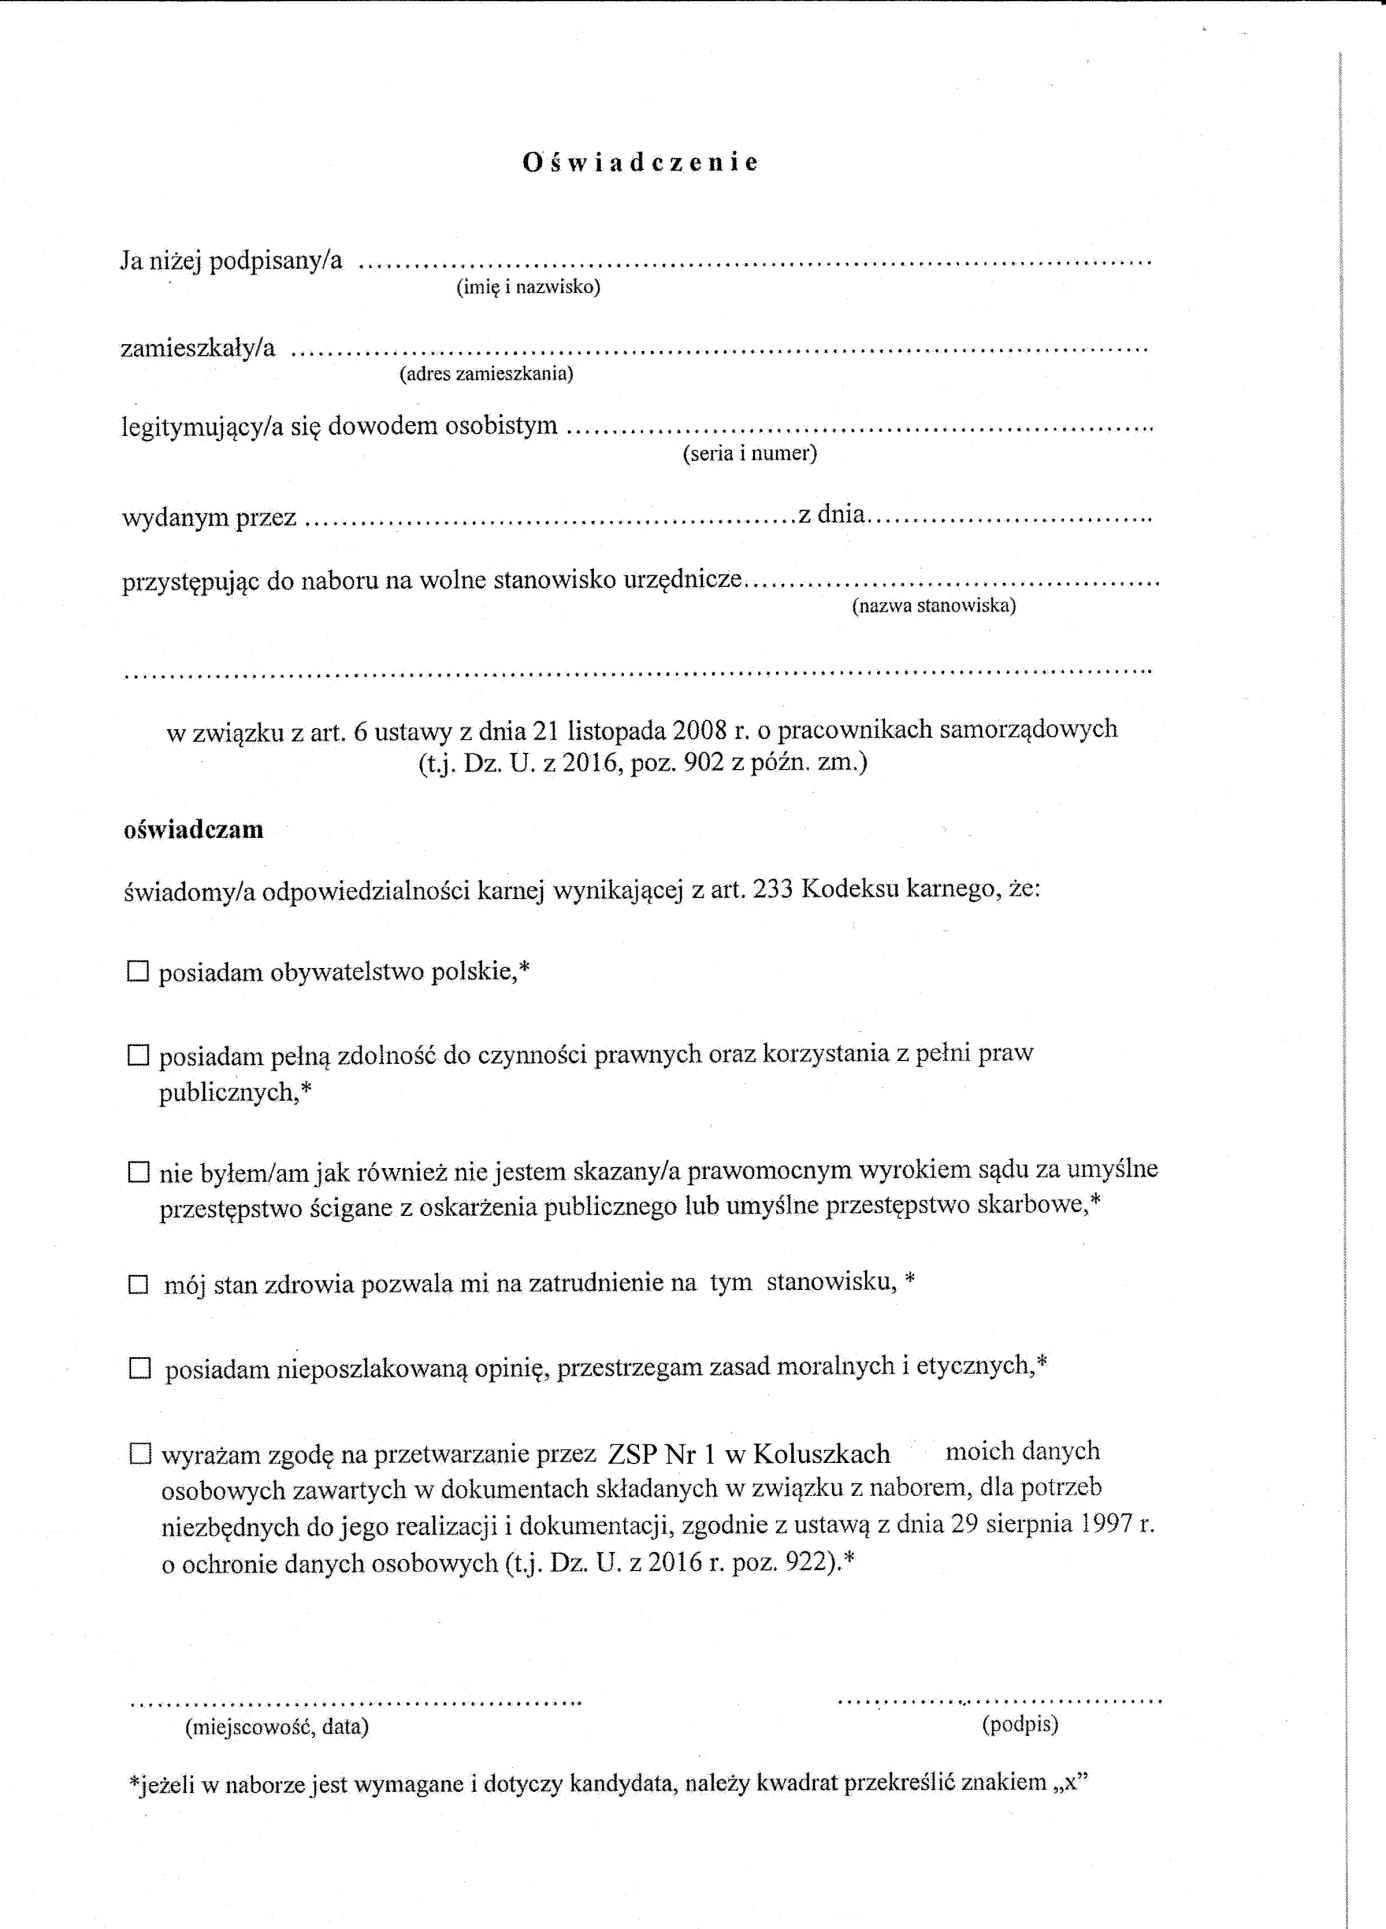 Oświadczenie
Ja niżej podpisany/a ..........................................................................................
(imię i nazwisko)
zamieszkały/a ..................................................................................................
(adres zamieszkania)
legitymujący/a się dowodem osobistym ..................................................................
(seria i numer)
wydanym przez ........................................................z dnia................................
przystępując do naboru na wolne stanowisko urzędnicze...............................................
(nazwa stanowiska)
......................................................................................................................
w związku z art. 6 ustawy z dnia 21 listopada 2008 r. o pracownikach samorządowych
(t.j. Dz. U. z 2016, poz. 902 z późn. zm.)
oświadczam
świadomy/a odpowiedzialności karnej wynikającej z art. 233 Kodeksu karnego, że:
☐ posiadam obywatelstwo polskie,*
☐ posiadam pełną zdolność do czynności prawnych oraz korzystania z pełni praw
publicznych,*
☐ nie byłem/am jak również nie jestem skazany/a prawomocnym wyrokiem sądu za umyślne
przestępstwo ścigane z oskarżenia publicznego lub umyślne przestępstwo skarbowe,*
☐ mój stan zdrowia pozwala mi na zatrudnienie na tym stanowisku, *
☐ posiadam nieposzlakowaną opinię, przestrzegam zasad moralnych i etycznych,*
☐ wyrażam zgodę na przetwarzanie przez ZSP Nr 1 w Koluszkach moich danych
osobowych zawartych w dokumentach składanych w związku z naborem, dla potrzeb
niezbędnych do jego realizacji i dokumentacji, zgodnie z ustawą z dnia 29 sierpnia 1997 r.
o ochronie danych osobowych (t.j. Dz. U. z 2016 r. poz. 922).*
.................................................. ....................................
(miejscowość, data) (podpis)
*jeżeli w naborze jest wymagane i dotyczy kandydata, należy kwadrat przekreślić znakiem „x”